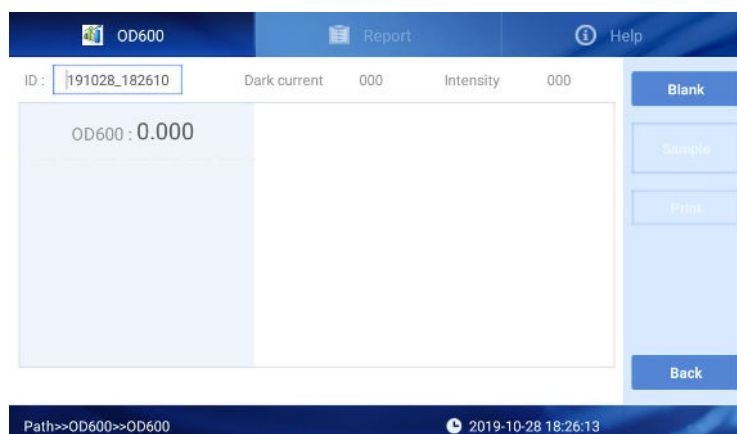 OD600 Report Help
ID : 191028_182610 Dark current 000 Intensity 000
Blank
OD600 : 0.000
Sample
Print
Back
Path>>OD600>>OD600 2019-10-28 18:26:13